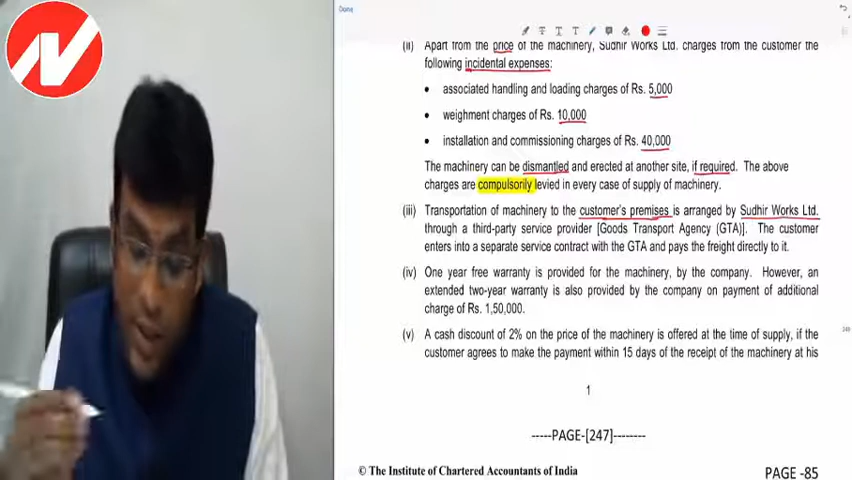 Done
(ii) Apart from the price of the machinery, Sudhir Works Ltd. charges from the customer the
following incidental expenses:
• associated handling and loading charges of Rs. 5,000
• weighment charges of Rs. 10,000
• installation and commissioning charges of Rs. 40,000
The machinery can be dismantled and erected at another site, if required. The above
charges are compulsorily levied in every case of supply of machinery.
(iii) Transportation of machinery to the customer's premises is arranged by Sudhir Works Ltd.
through a third-party service provider [Goods Transport Agency (GTA)]. The customer
enters into a separate service contract with the GTA and pays the freight directly to it.
(iv) One year free warranty is provided for the machinery, by the company. However, an
extended two-year warranty is also provided by the company on payment of additional
charge of Rs. 1,50,000.
(v) A cash discount of 2% on the price of the machinery is offered at the time of supply, if the
customer agrees to make the payment within 15 days of the receipt of the machinery at his
1
-----PAGE-[247]--------
© The Institute of Chartered Accountants of India
PAGE -85